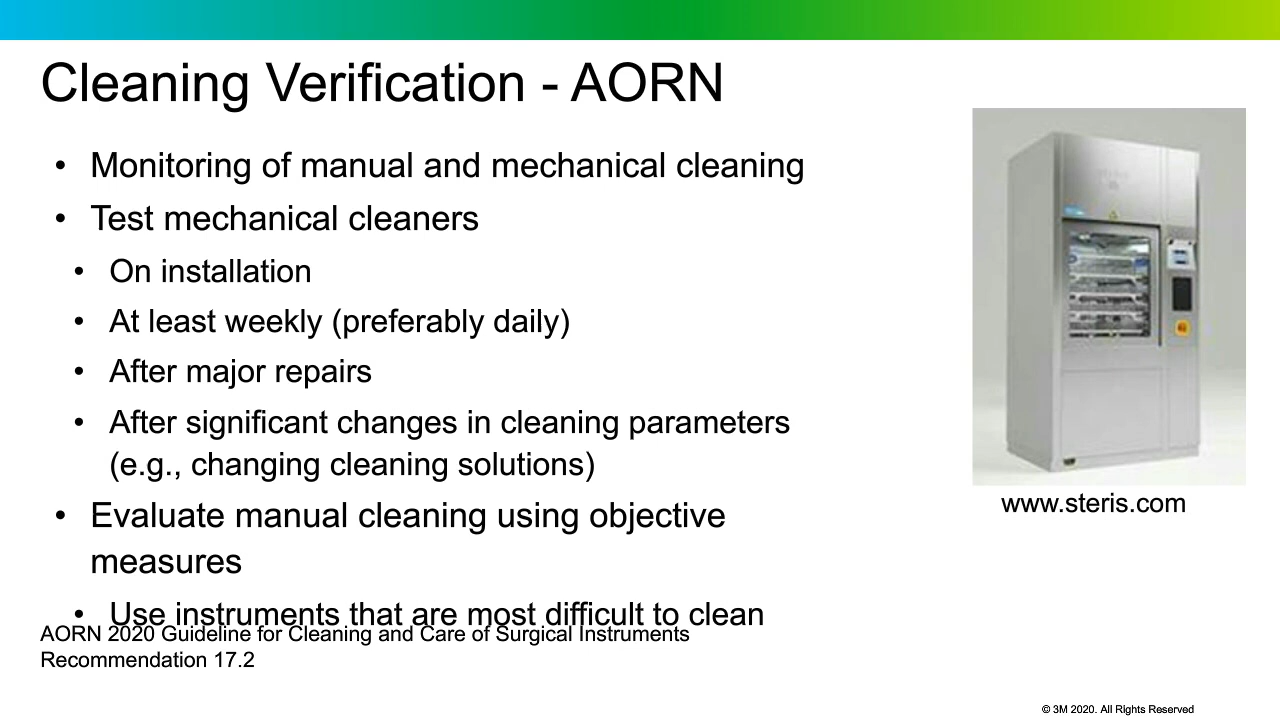 Cleaning Verification - AORN
• Monitoring of manual and mechanical cleaning
• Test mechanical cleaners
• On installation
• At least weekly (preferably daily)
• After major repairs
• After significant changes in cleaning parameters
(e.g., changing cleaning solutions)
• Evaluate manual cleaning using objective
measures
• Use instruments that are most difficult to clean
AORN 2020 Guideline for Cleaning and Care of Surgical Instruments
Recommendation 17.2
www.steris.com
© 3M 2020. All Rights Reserved